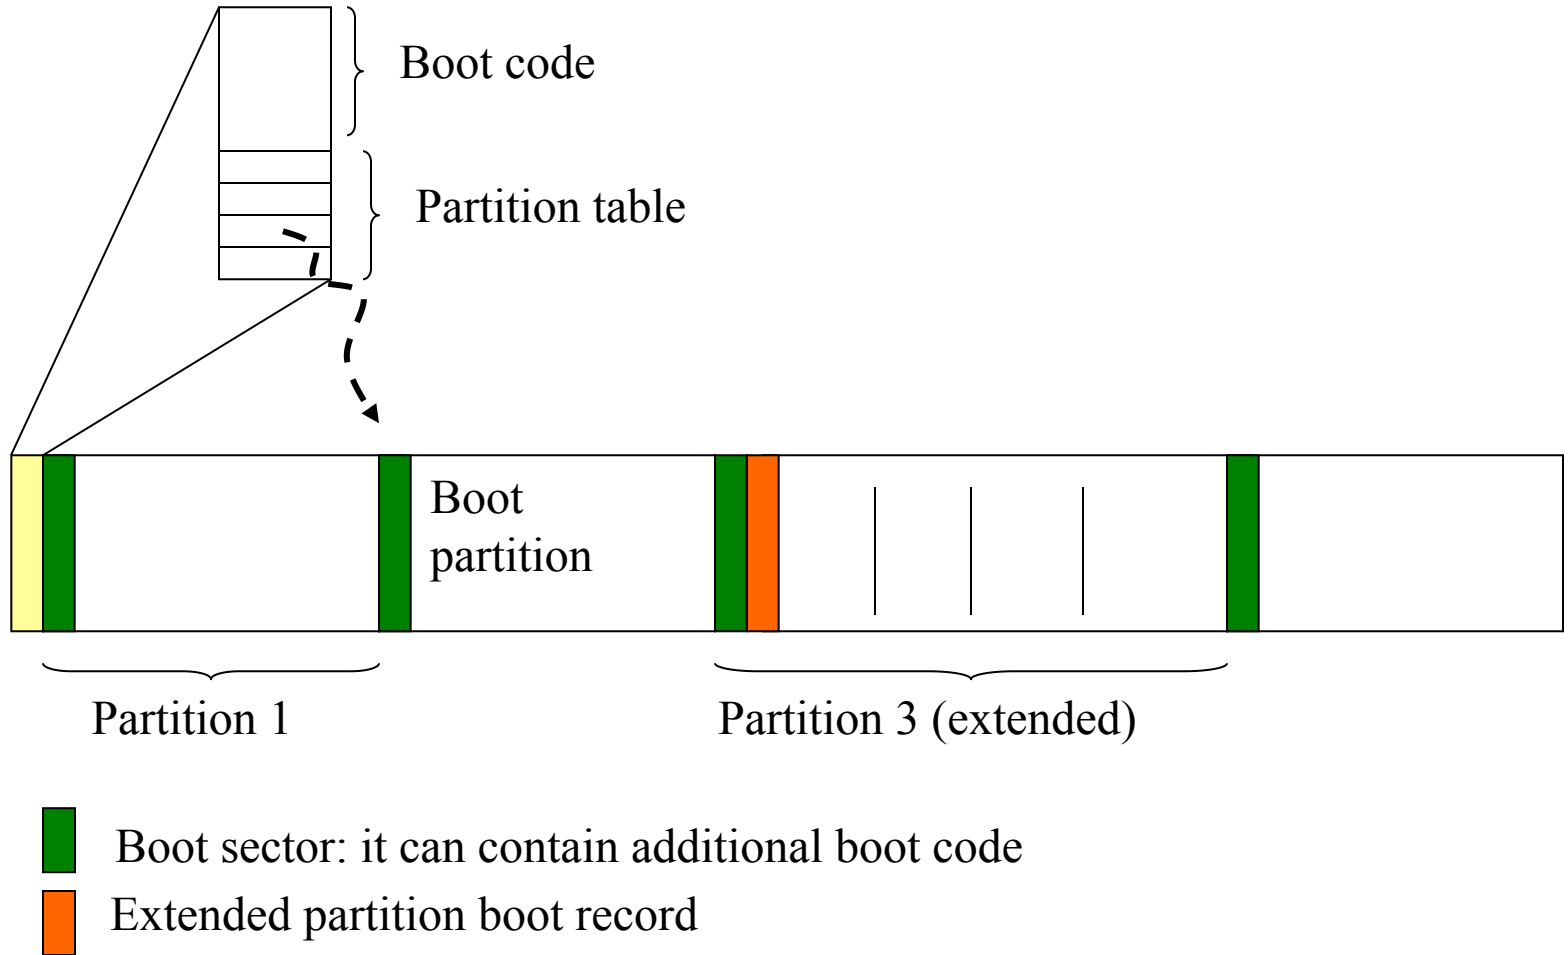 Boot code
Partition table
Boot
partition
Partition 1
Partition 3 (extended)
Boot sector: it can contain additional boot code
Extended partition boot record